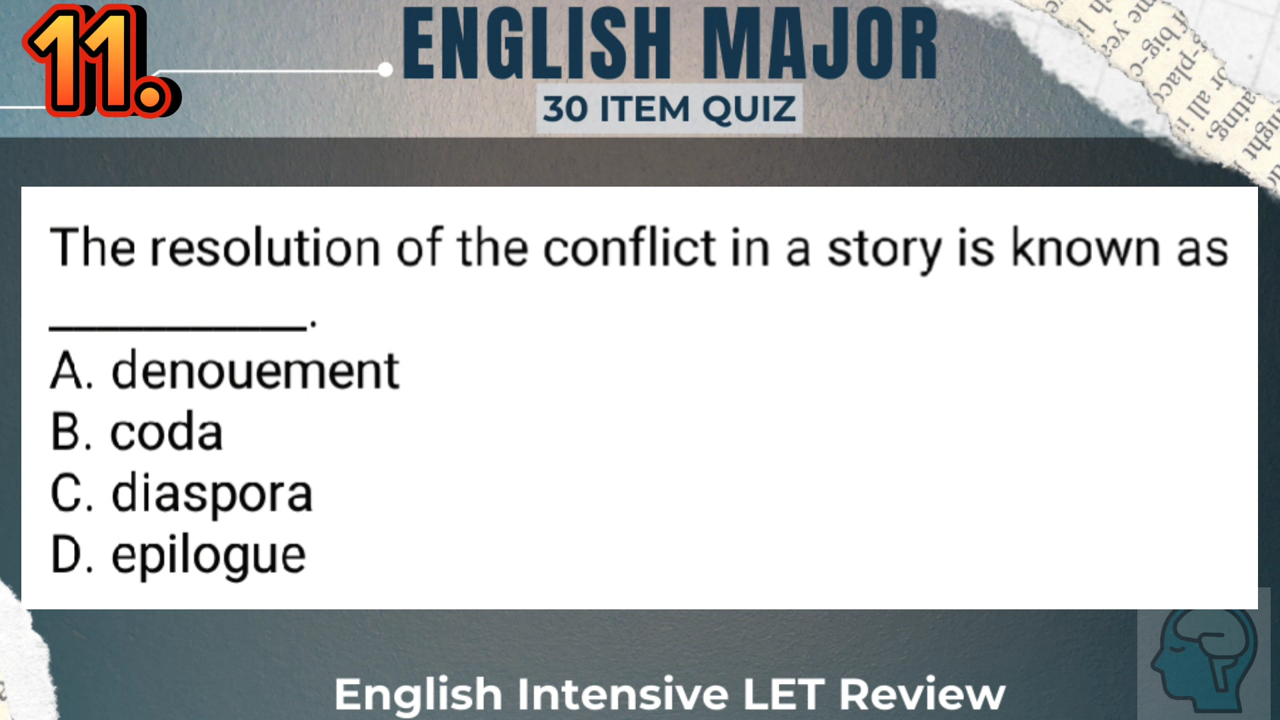 11.
ENGLISH MAJOR
30 ITEM QUIZ
The resolution of the conflict in a story is known as
___________.
A. denouement
B. coda
C. diaspora
D. epilogue
English Intensive LET Review